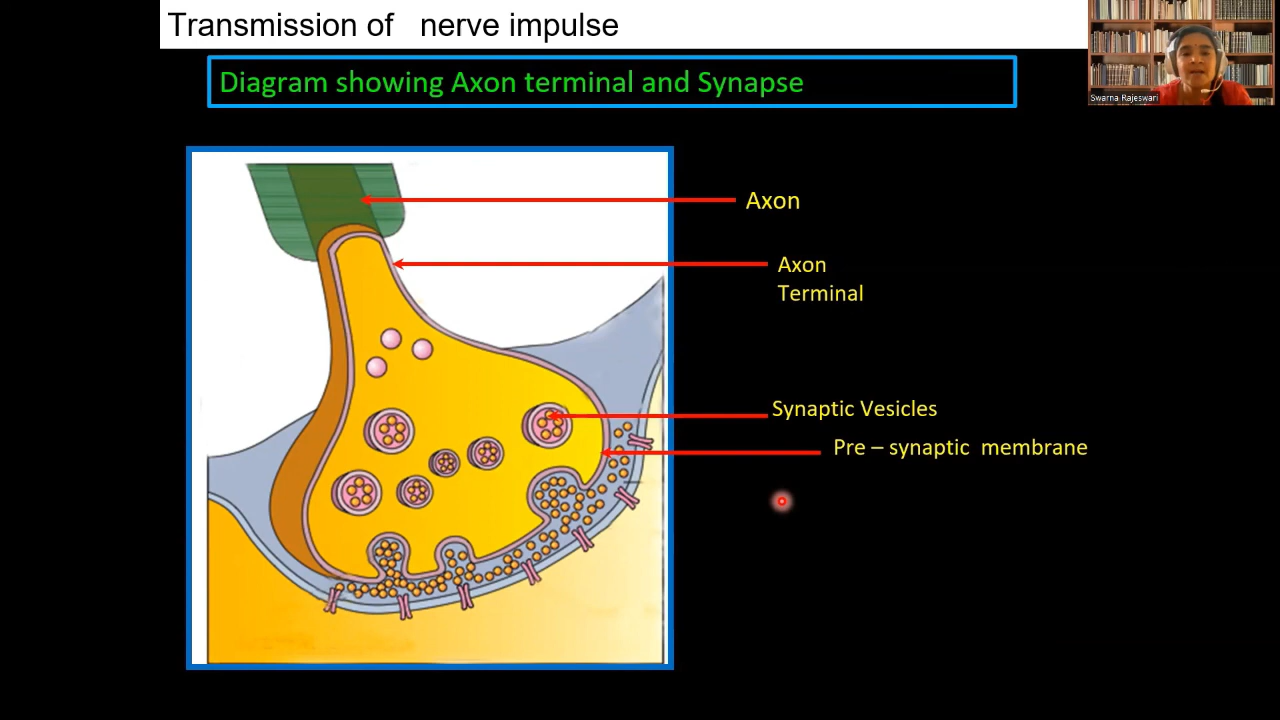 Transmission of nerve impulse
Swarna Rajeswari
Diagram showing Axon terminal and Synapse
Axon
Axon
Terminal
Synaptic Vesicles
Pre – synaptic membrane